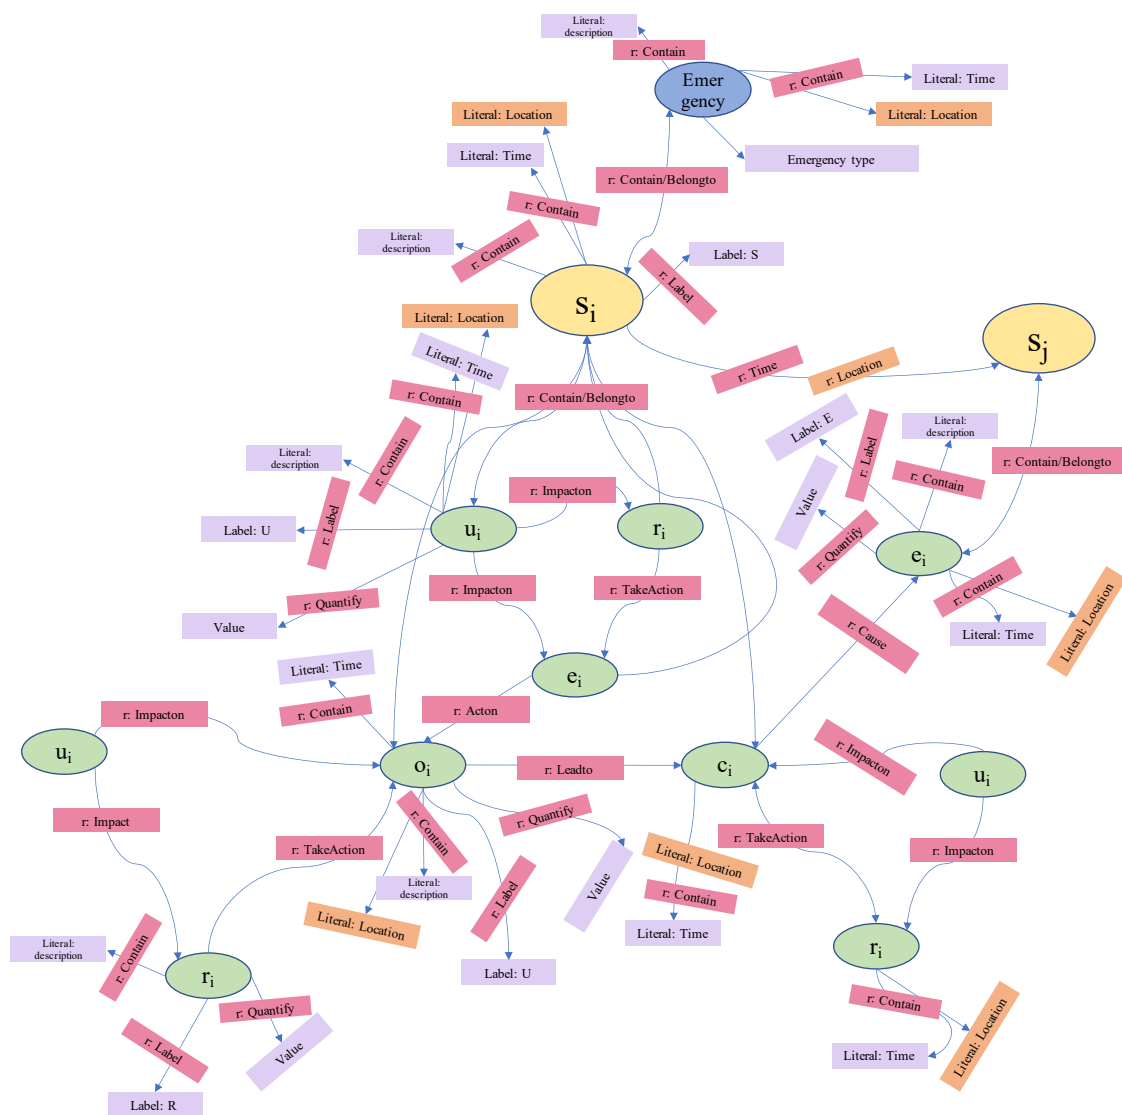 Literal:
description
r: Contain
Emer
gency
r: Contain
Literal: Time
Literal: Location
Emergency type
Literal: Location
Literal: Time
r: Contain/Belongto
r: Contain
Literal:
description
r: Contain
Label: S
r: Label
Si
Literal: Location
Literal: Time
r: Contain
Sj
r: Time
r: Location
r: Contain/Belongto
Label: E
r: Label
Literal:
description
r: Contain
r: Contain/Belongto
Literal:
description
r: Contain
Value
r: Quantify
r: Impacton
Label: U
r: Label
ui
ri
ei
r: Contain
Literal: Time
Literal: Location
r: Quantify
Value
r: Impacton
r: TakeAction
r: Cause
Literal: Time
r: Contain
ei
r: Acton
r: Impacton
ui
oi
r: Leadto
ci
r: Impacton
ui
r: Impact
r: TakeAction
r: Contain
r: Quantify
r: TakeAction
r: Impacton
Literal: Location
Value
r: Contain
Literal:
description
r: Label
Literal: Location
Literal: Time
Label: U
Literal:
description
r: Contain
ri
r: Quantify
Value
r: Label
Label: R
ri
r: Contain
Literal: Time
Literal: Location